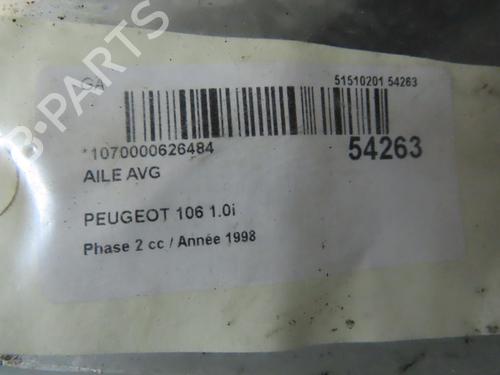 B-PARTS
51510201 54263
*1070000626484
54263
AILE AVG
PEUGEOT 106 1.0i
Phase 2 cc / Année 1998